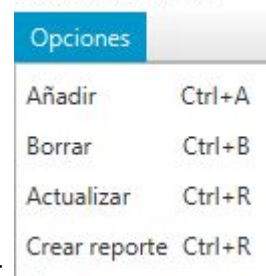 Opciones
Añadir Ctrl+A
Borrar Ctrl+B
Actualizar Ctrl+R
Crear reporte Ctrl+R